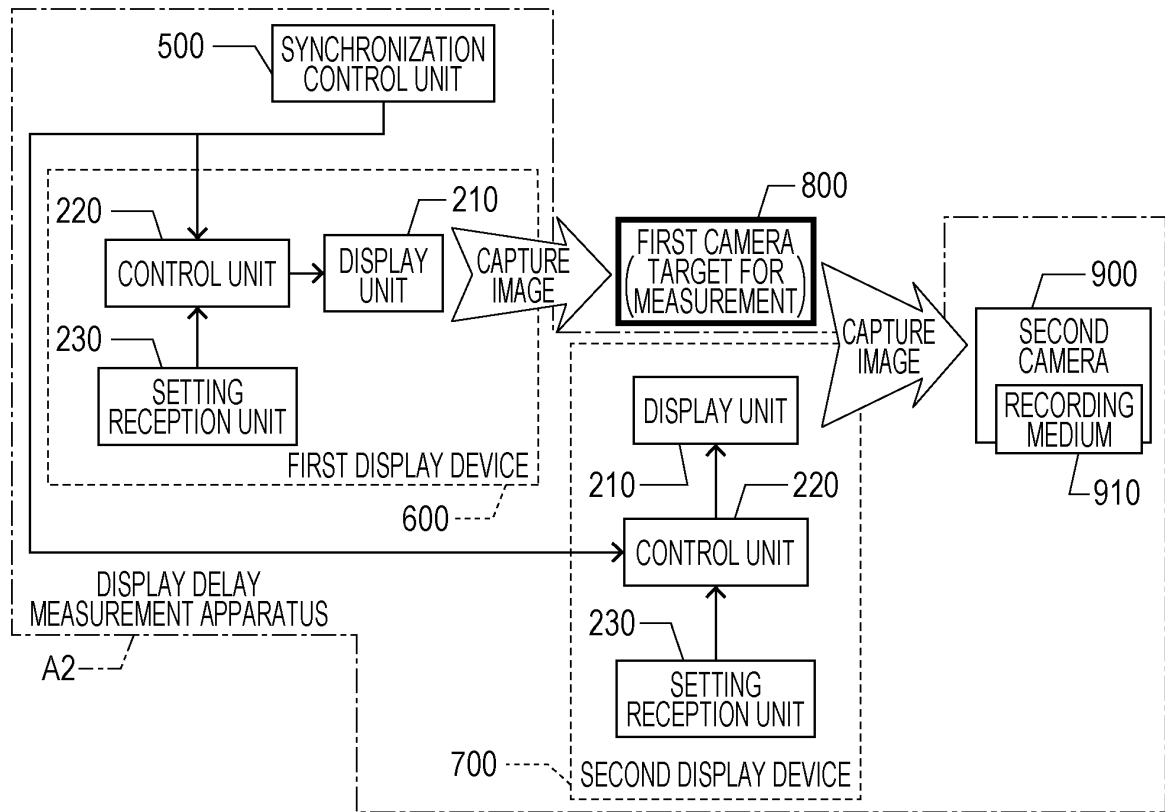 500
SYNCHRONIZATION
CONTROL UNIT
220
210
CONTROL UNIT
DISPLAY
UNIT
CAPTURE
IMAGE
800
FIRST CAMERA
(TARGET FOR
MEASUREMENT)
230
SETTING
RECEPTION UNIT
FIRST DISPLAY DEVICE
600
CAPTURE
IMAGE
900
SECOND
CAMERA
RECORDING
MEDIUM
910
DISPLAY UNIT
210
220
CONTROL UNIT
230
SETTING
RECEPTION UNIT
700
SECOND DISPLAY DEVICE
DISPLAY DELAY
MEASUREMENT APPARATUS
A2